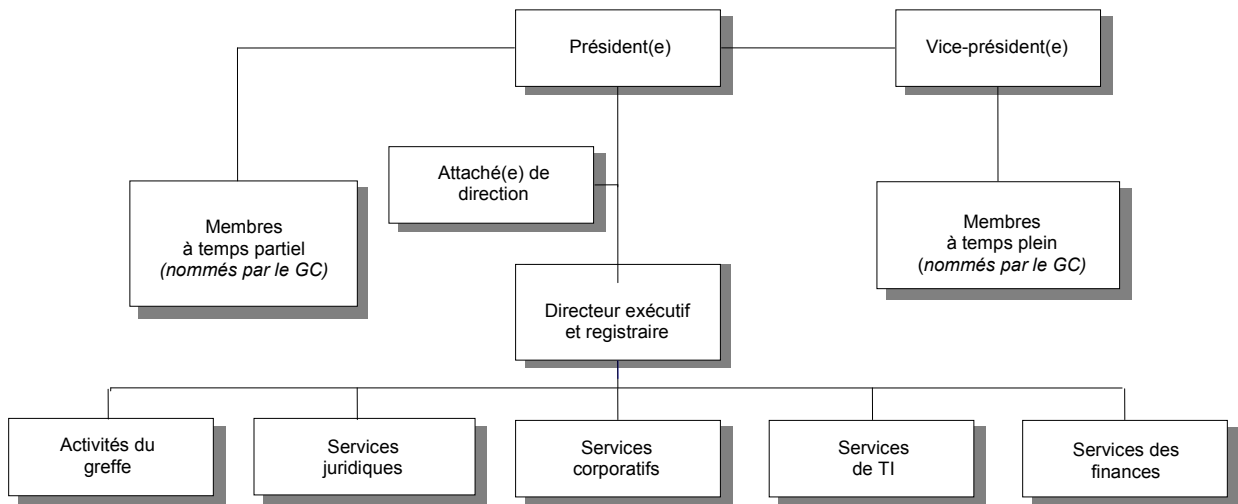 Président(e)
Vice-président(e)
Attaché(e) de
direction
Membres
à temps partiel
(nommés par le GC)
Membres
à temps plein
(nommés par le GC)
Directeur exécutif
et registraire
Activités du
greffe
Services
juridiques
Services
corporatifs
Services
de TI
Services des
finances